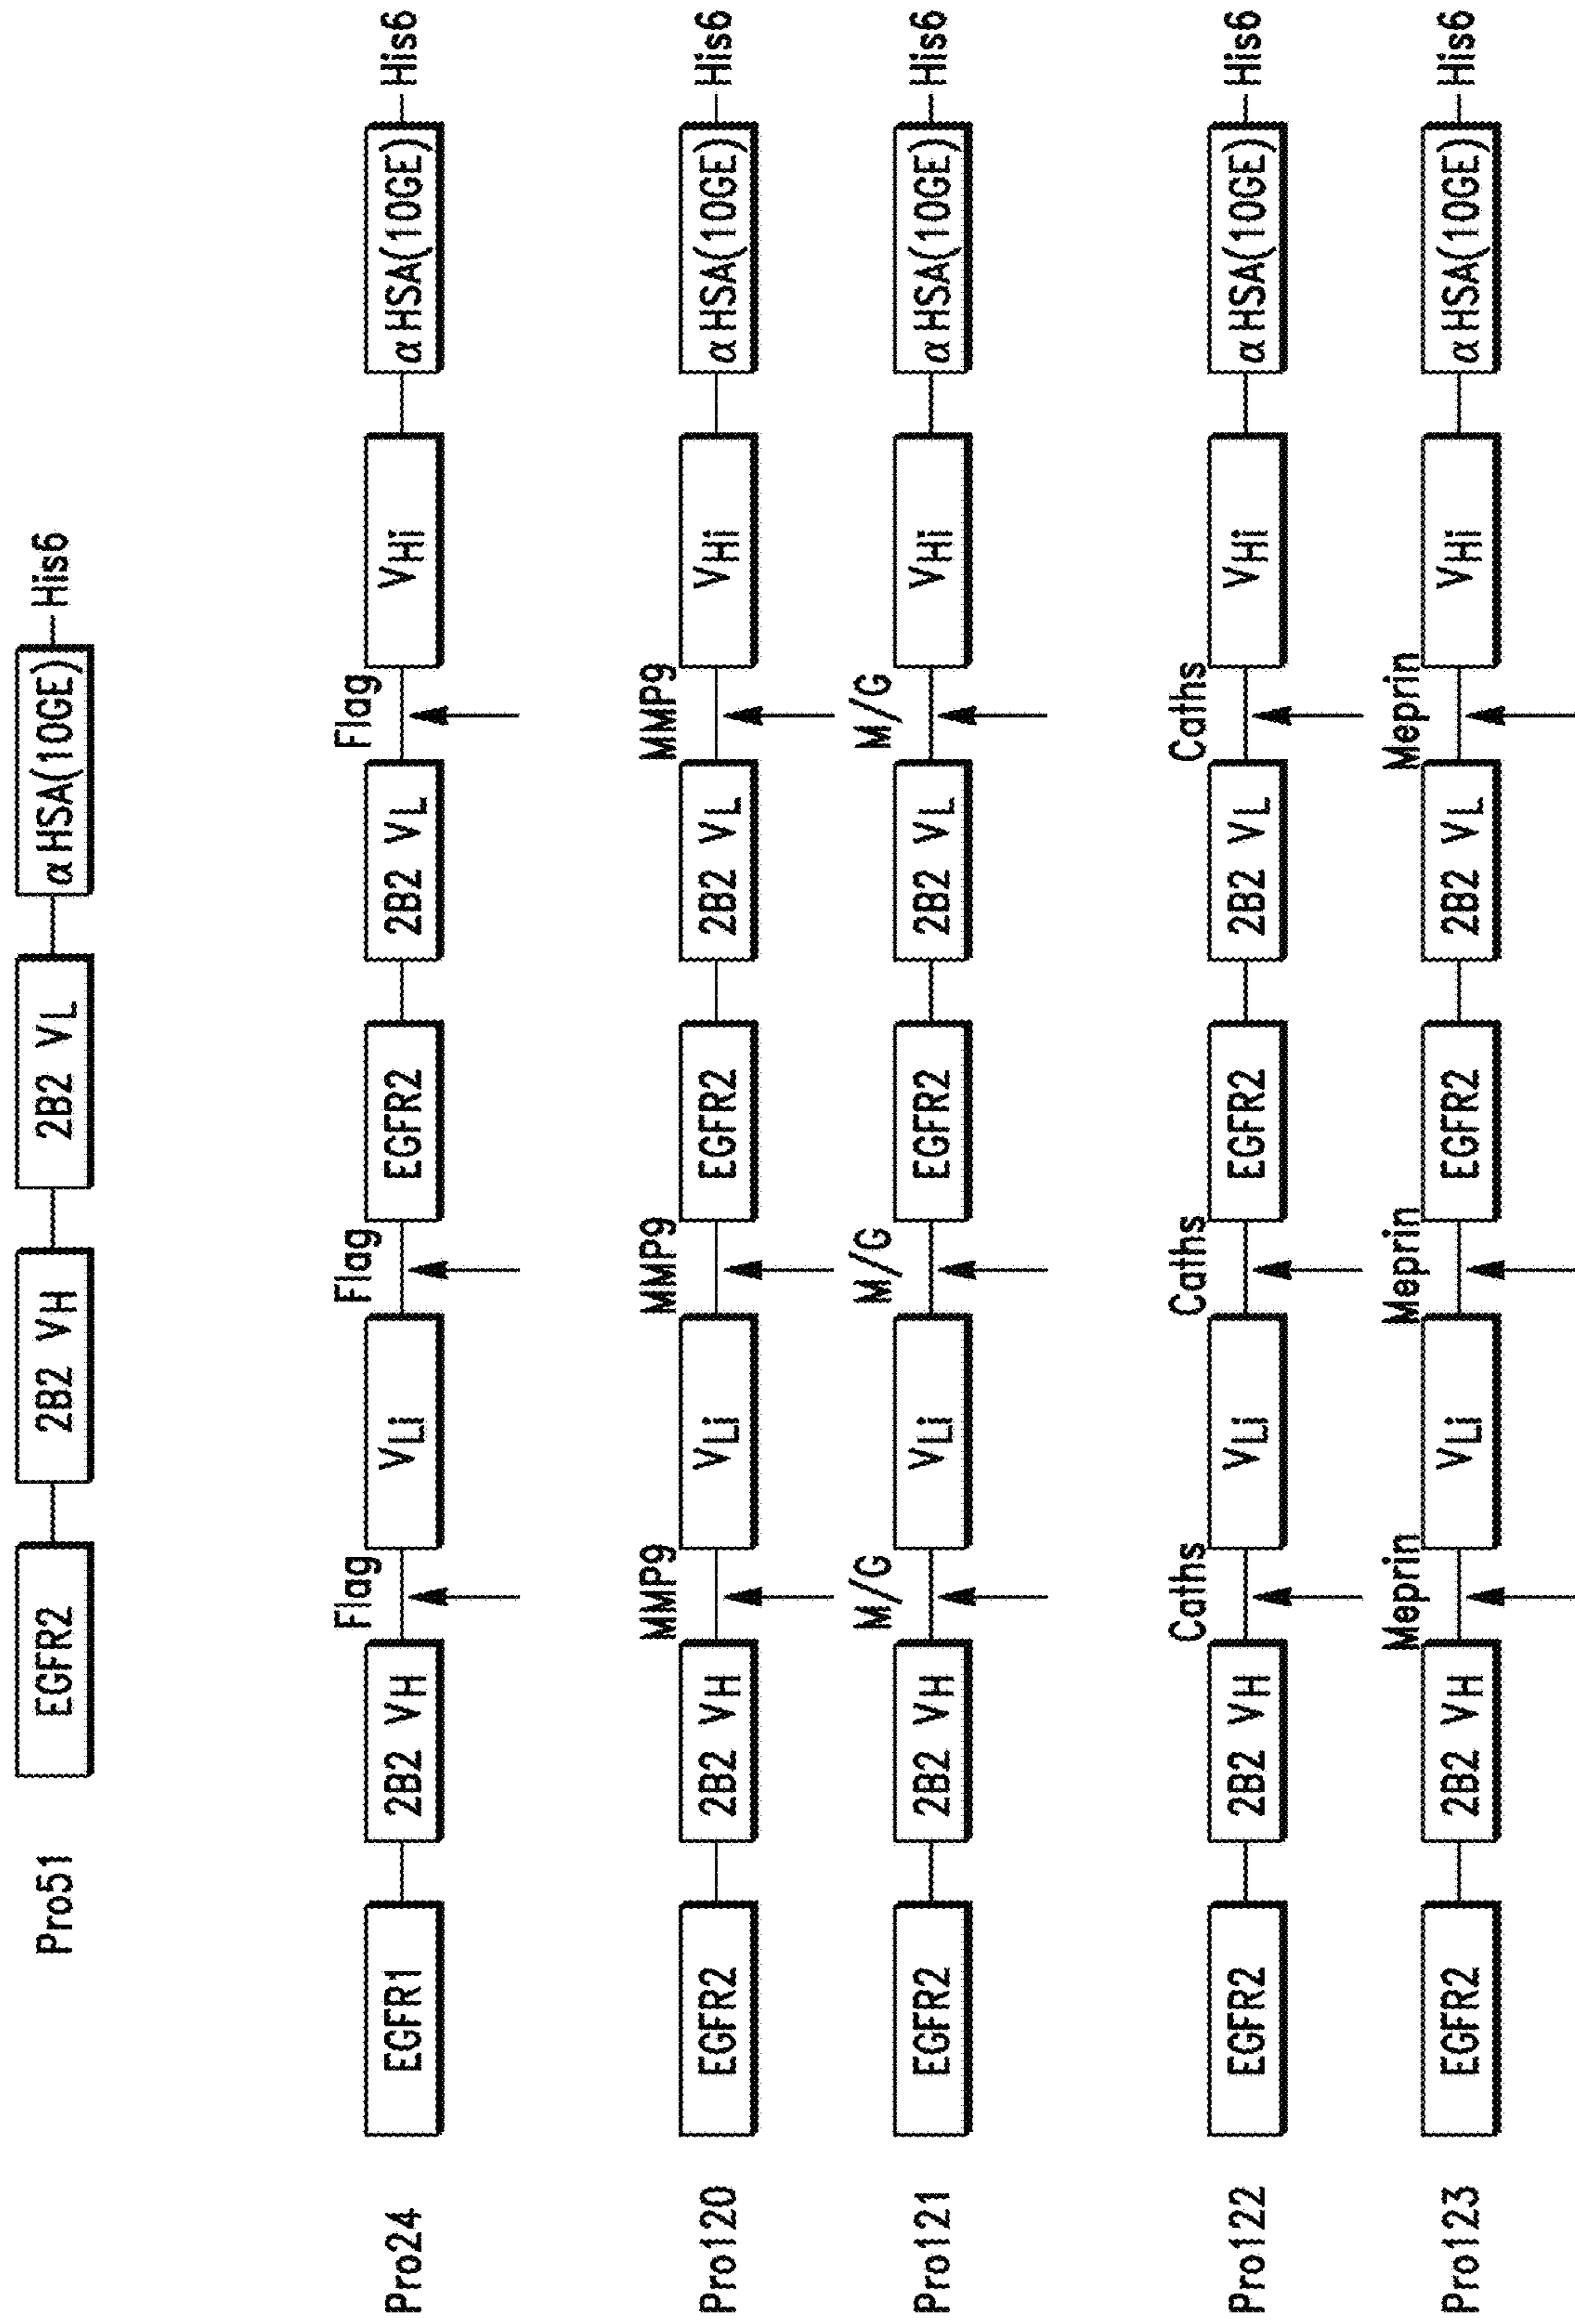 Pro51 EGFR2 2B2 VH 2B2 VL αHSA(10GE) His6
Flag Flag Flag
Pro24 EGFR1 2B2 VH VLi EGFR2 2B2 VL VHi αHSA(10GE) His6
MMP9 MMP9 MMP9
Pro120 EGFR2 2B2 VH VLi EGFR2 2B2 VL VHi αHSA(10GE) His6
M/G M/G M/G
Pro121 EGFR2 2B2 VH VLi EGFR2 2B2 VL VHi αHSA(10GE) His6
Caths Caths Caths
Pro122 EGFR2 2B2 VH VLi EGFR2 2B2 VL VHi αHSA(10GE) His6
Meprin Meprin Meprin
Pro123 EGFR2 2B2 VH VLi EGFR2 2B2 VL VHi αHSA(10GE) His6